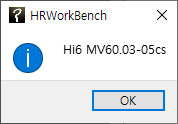 HRWorkBench
Hi6 MV60.03-05cs
OK